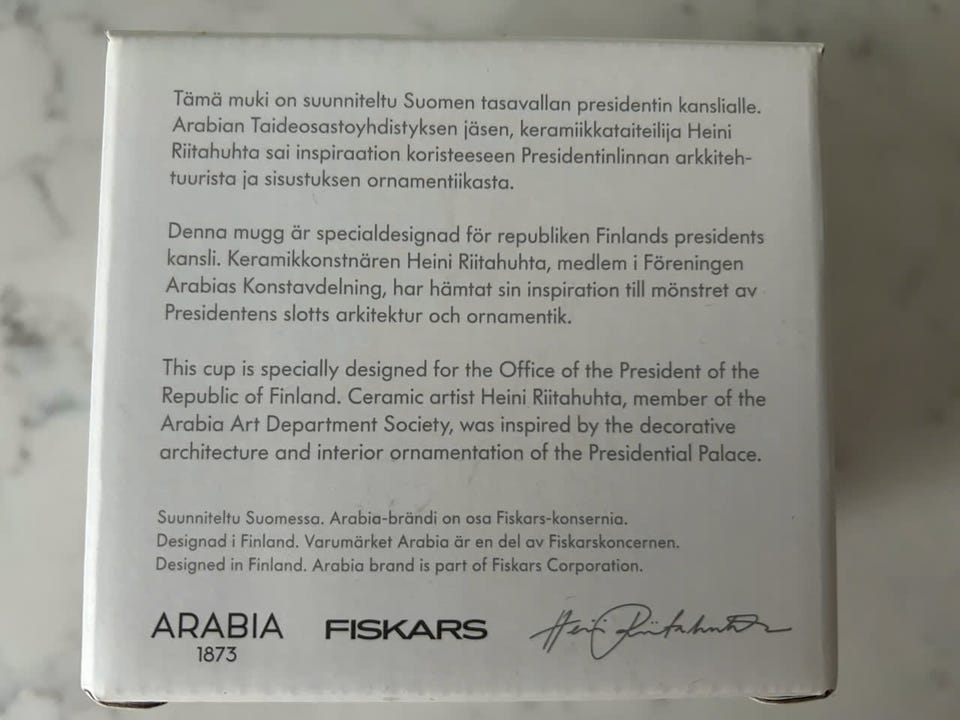 Tämä muki on suunniteltu Suomen tasavallan presidentin kanslialle.
Arabian Taideosastoyhdistyksen jäsen, keramiikkataiteilija Heini
Riitahuhta sai inspiraation koristeeseen Presidentinlinnan arkkiteh-
tuurista ja sisustuksen ornamentiikasta.
Denna mugg är specialdesignad för republiken Finlands presidents
kansli. Keramikkonstnären Heini Riitahuhta, medlem i Föreningen
Arabias Konstavdelning, har hämtat sin inspiration till mönstret av
Presidentens slotts arkitektur och ornamentik.
This cup is specially designed for the Office of the President of the
Republic of Finland. Ceramic artist Heini Riitahuhta, member of the
Arabia Art Department Society, was inspired by the decorative
architecture and interior ornamentation of the Presidential Palace.
Suunniteltu Suomessa. Arabia-brändi on osa Fiskars-konsernia.
Designad i Finland. Varumärket Arabia är en del av Fiskarskoncernen.
Designed in Finland. Arabia brand is part of Fiskars Corporation.
ARABIA
1873
FISKARS
Heini Riitahuhta